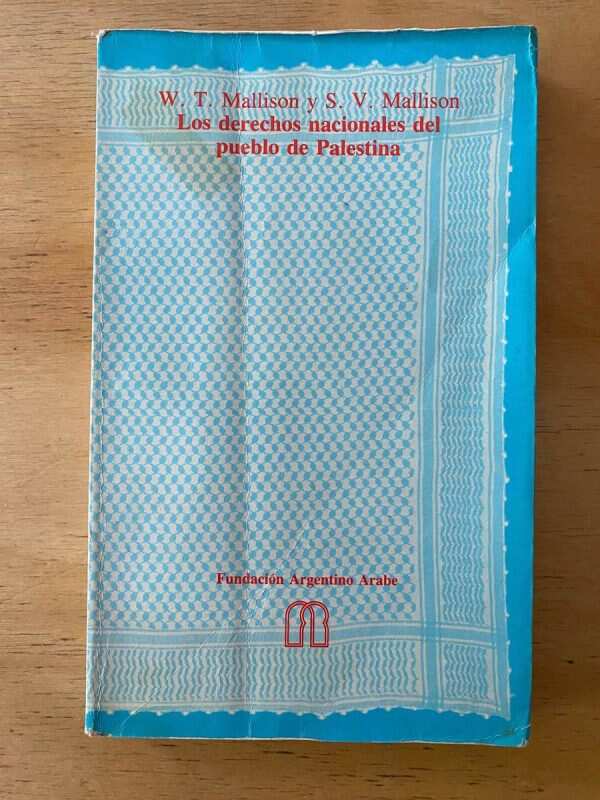 W. T. Mallison y S. V. Mallison
Los derechos nacionales del
pueblo de Palestina
Fundación Argentino Arabe